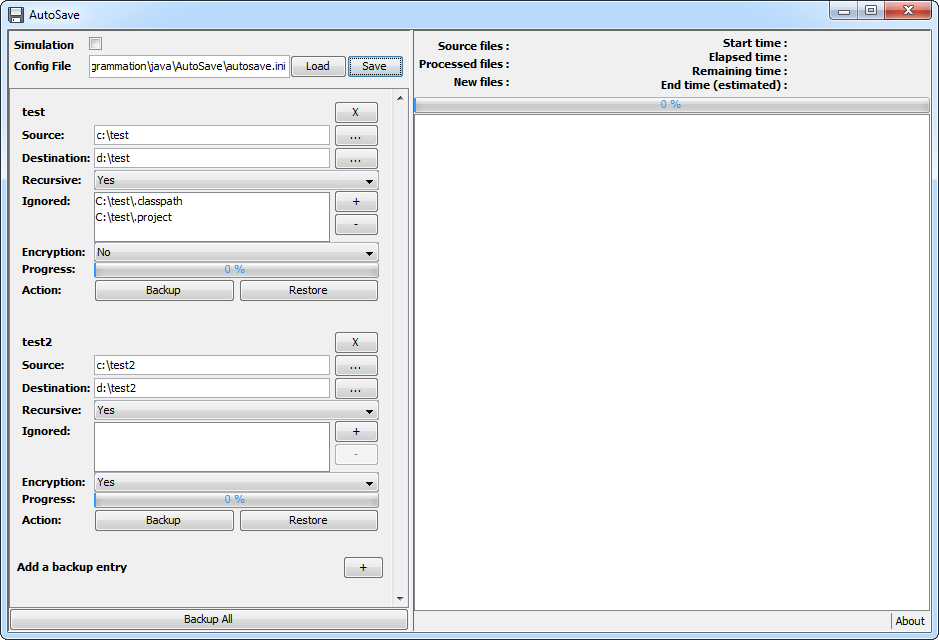 AutoSave
Simulation
Config File grammation\java\AutoSave\autosave.ini Load Save
test X
Source: c:\test ...
Destination: d:\test ...
Recursive: Yes
Ignored: C:\test\.classpath +
C:\test\.project -
Encryption: No
Progress: 0 %
Action: Backup Restore
test2 X
Source: c:\test2 ...
Destination: d:\test2 ...
Recursive: Yes
Ignored: +
-
Encryption: Yes
Progress: 0 %
Action: Backup Restore
Add a backup entry +
Backup All
Source files :
Processed files :
New files :
Start time :
Elapsed time :
Remaining time :
End time (estimated) :
0 %
About